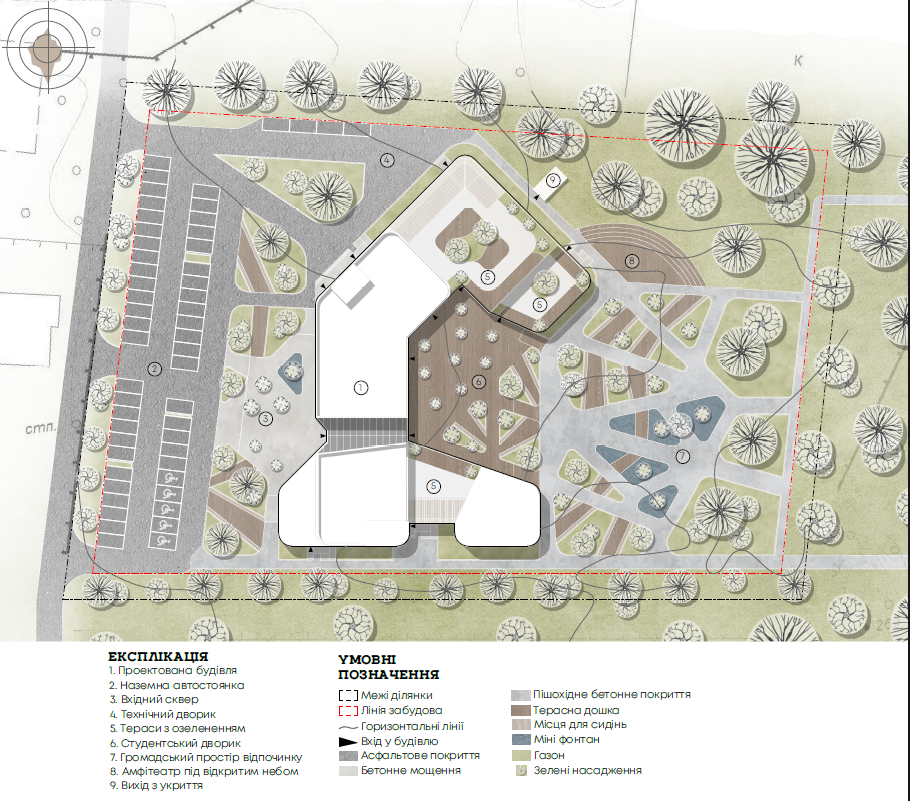 К
4
9
5
8
5
2
1
6
стп.
3
7
5
ЕКСПЛІКАЦІЯ
1. Проектована будівля
2. Наземна автостоянка
3. Вхідний сквер
4. Технічний дворик
5. Тераси з озелененням
6. Студентський дворик
7. Громадський простір відпочинку
8. Амфітеатр під відкритим небом
9. Вихід з укриття
УМОВНІ
ПОЗНАЧЕННЯ
Межі ділянки
Лінія забудова
Горизонтальні лінії
Вхід у будівлю
Асфальтове покриття
Бетонне мощення
Пішохідне бетонне покриття
Терасна дошка
Місця для сидінь
Міні фонтан
Газон
Зелені насадження